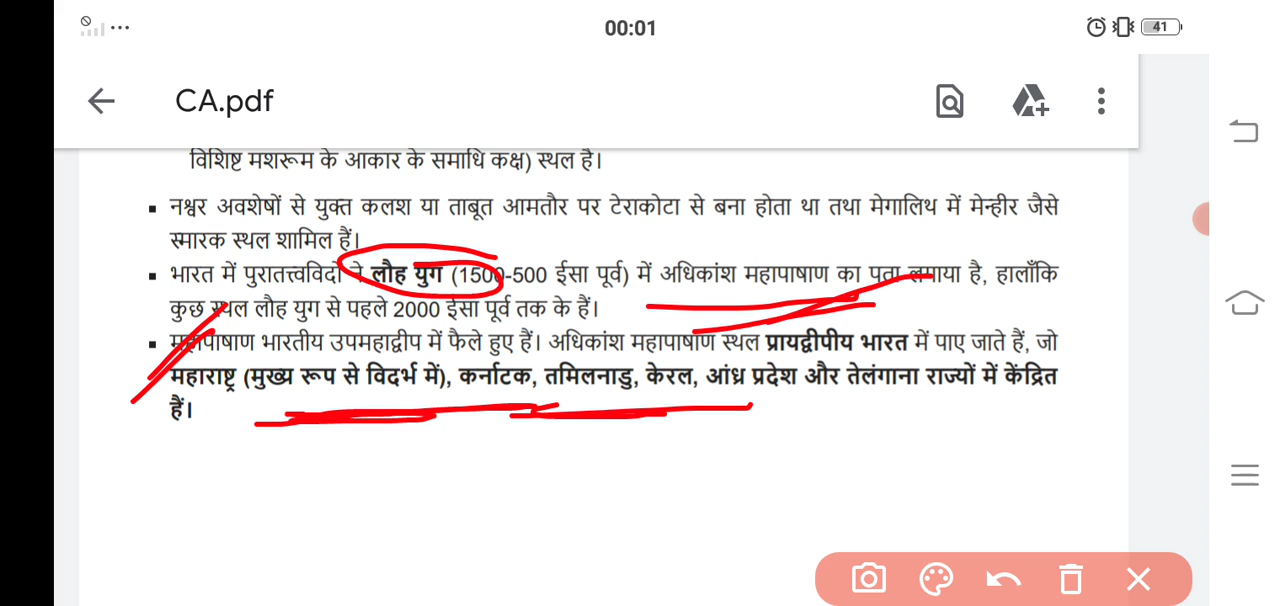 00:01
41
CA.pdf
विशिष्ट मशरूम के आकार के समाधि कक्ष) स्थल है।
▪ नश्वर अवशेषों से युक्त कलश या ताबूत आमतौर पर टेराकोटा से बना होता था तथा मेगालिथ में मेन्हीर जैसे
स्मारक स्थल शामिल हैं।
▪ भारत में पुरातत्त्वविदों ने लौह युग (1500-500 ईसा पूर्व) में अधिकांश महापाषाण का पता लगाया है, हालाँकि
कुछ स्थल लौह युग से पहले 2000 ईसा पूर्व तक के हैं।
▪ महापाषाण भारतीय उपमहाद्वीप में फैले हुए हैं। अधिकांश महापाषाण स्थल प्रायद्वीपीय भारत में पाए जाते हैं, जो
महाराष्ट्र (मुख्य रूप से विदर्भ में), कर्नाटक, तमिलनाडु, केरल, आंध्र प्रदेश और तेलंगाना राज्यों में केंद्रित
हैं।